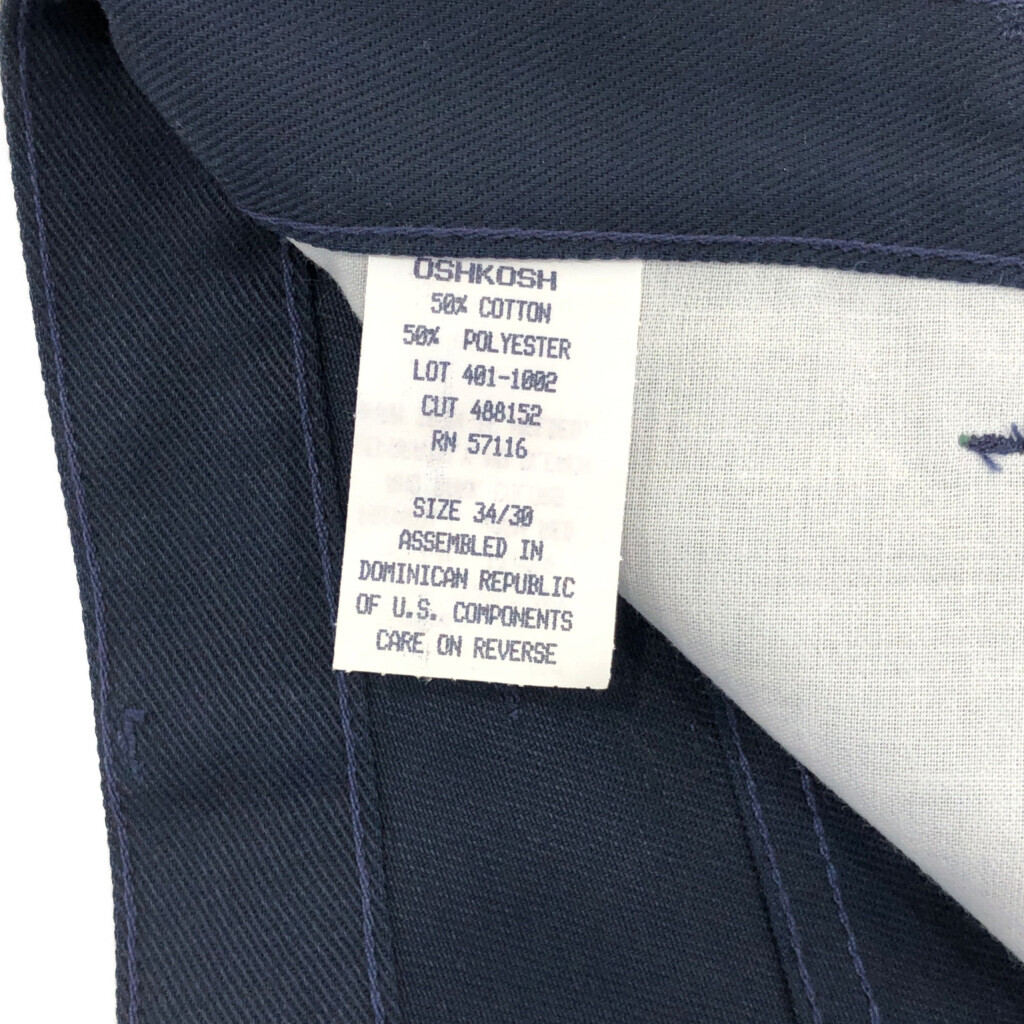 OSHKOSH
50% COTTON
50% POLYESTER
LOT 401-1002
CUT 488152
RN 57116
SIZE 34/30
ASSEMBLED IN
DOMINICAN REPUBLIC
OF U.S. COMPONENTS
CARE ON REVERSE